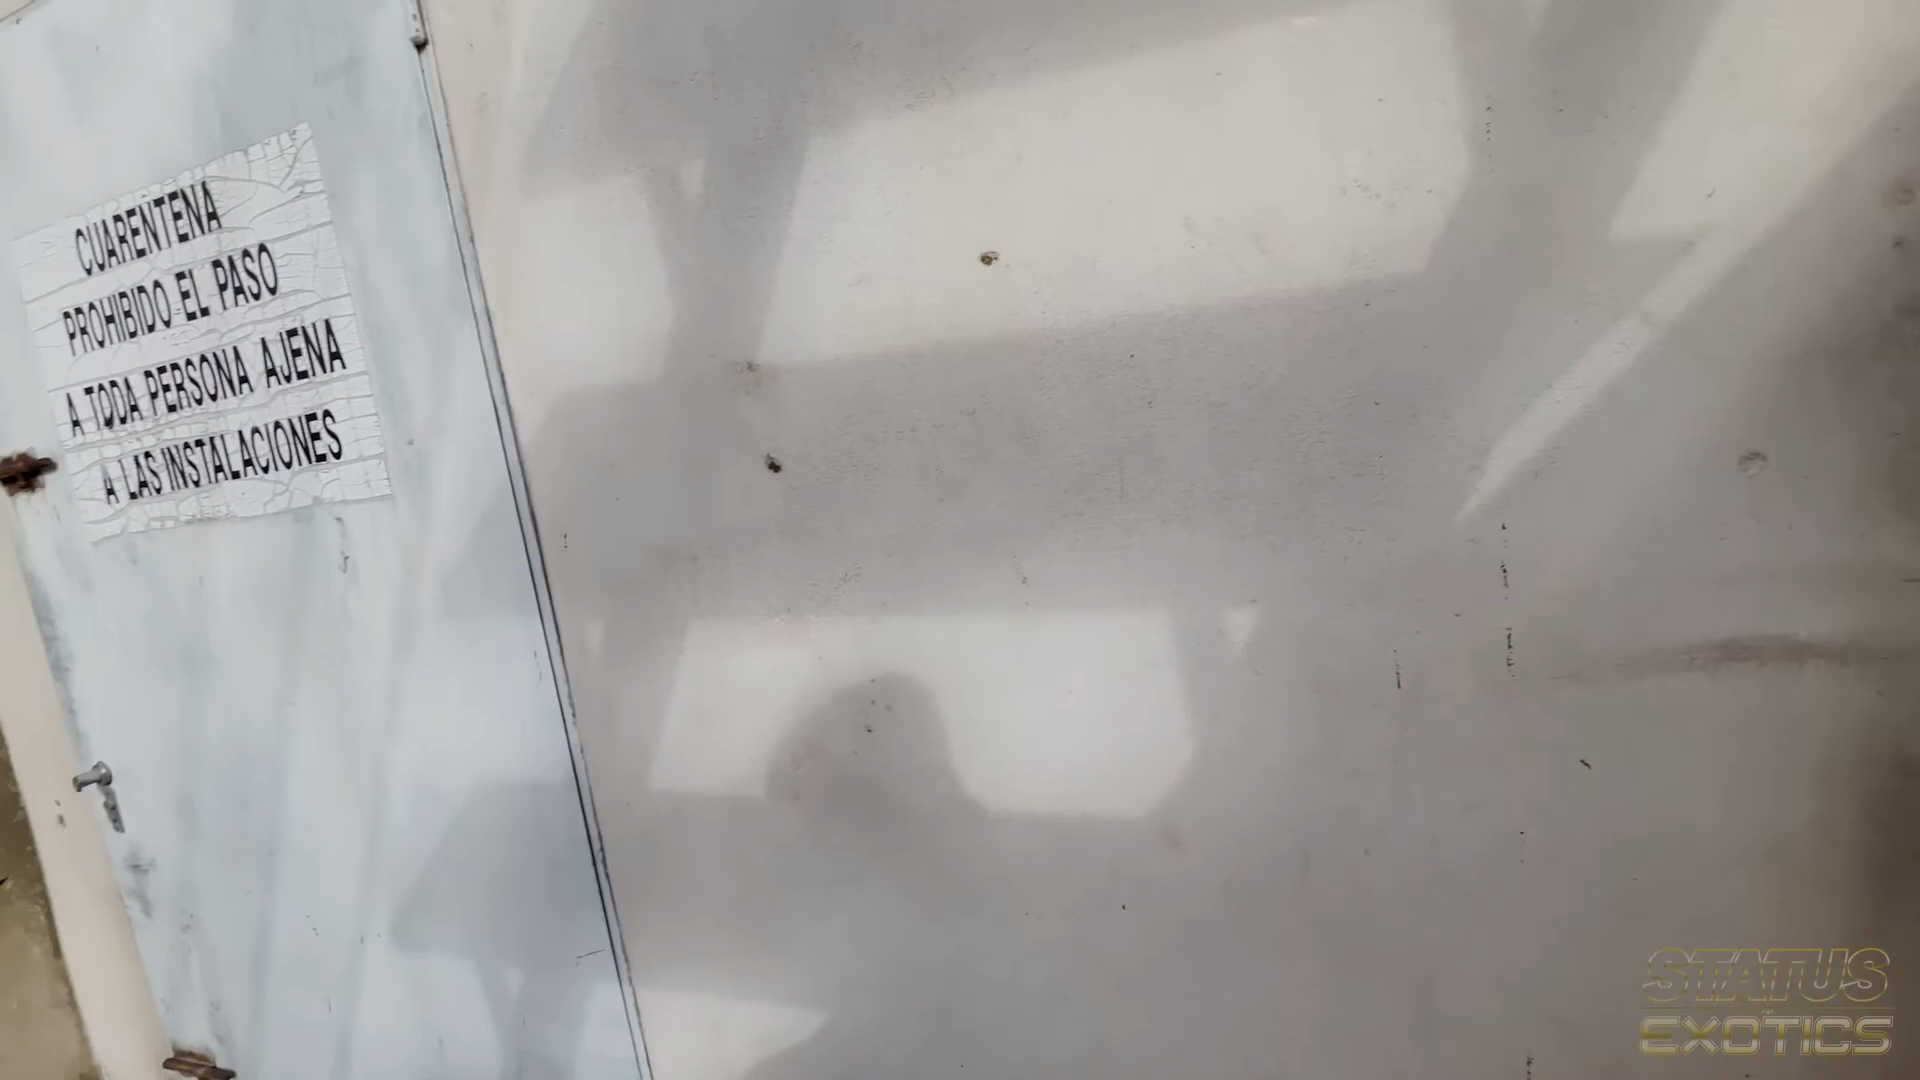 CUARENTENA
PROHIBIDO EL PASO
A TODA PERSONA AJENA
A LAS INSTALACIONES
STATUS
EXOTICS